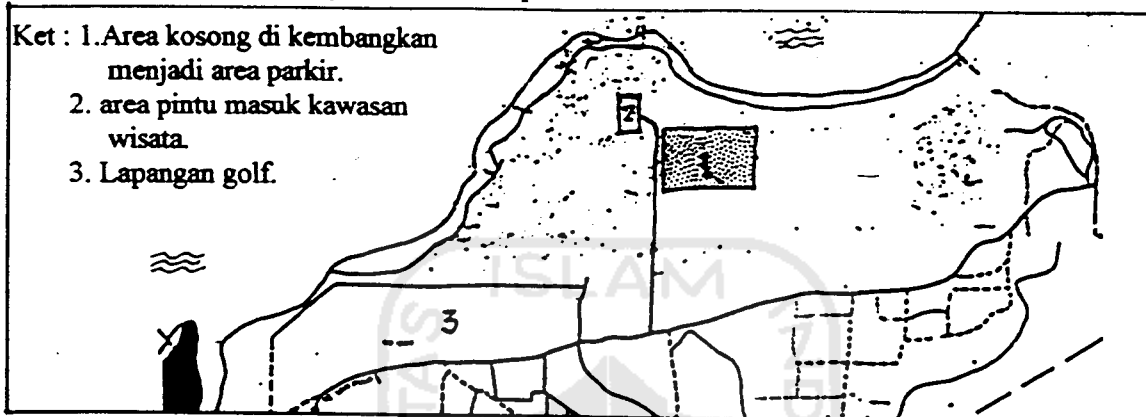 Ket : 1.Area kosong di kembangkan
menjadi area parkir.
2. area pintu masuk kawasan
wisata.
3. Lapangan golf.
2
1
3
ISLAM